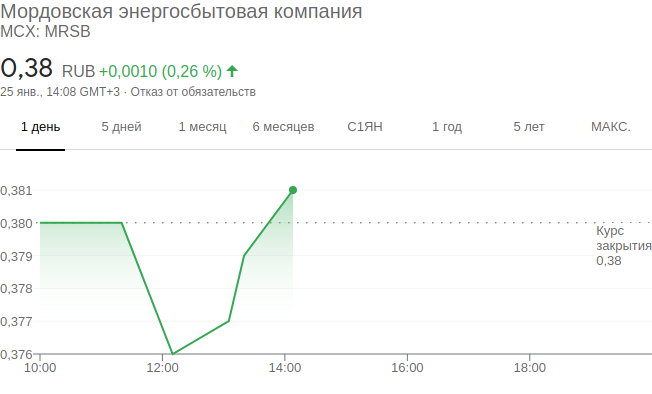 Мордовская энергосбытовая компания
MCX: MRSB
0,38 RUB +0,0010 (0,26 %)
25 янв., 14:08 GMT+3 · Отказ от обязательств
1 день 5 дней 1 месяц 6 месяцев С1ЯН 1 год 5 лет МАКС.
0,381
0,380
Курс
закрытия
0,38
0,379
0,378
0,377
0,376
10:00 12:00 14:00 16:00 18:00